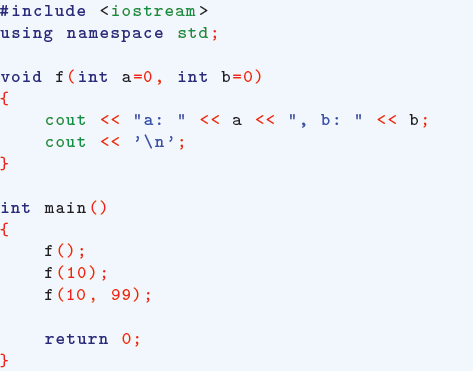 #include <iostream>
using namespace std;

void f(int a=0, int b=0)
{
    cout << "a: " << a << ", b: " << b;
    cout << '\n';
}

int main()
{
    f();
    f(10);
    f(10, 99);

    return 0;
}